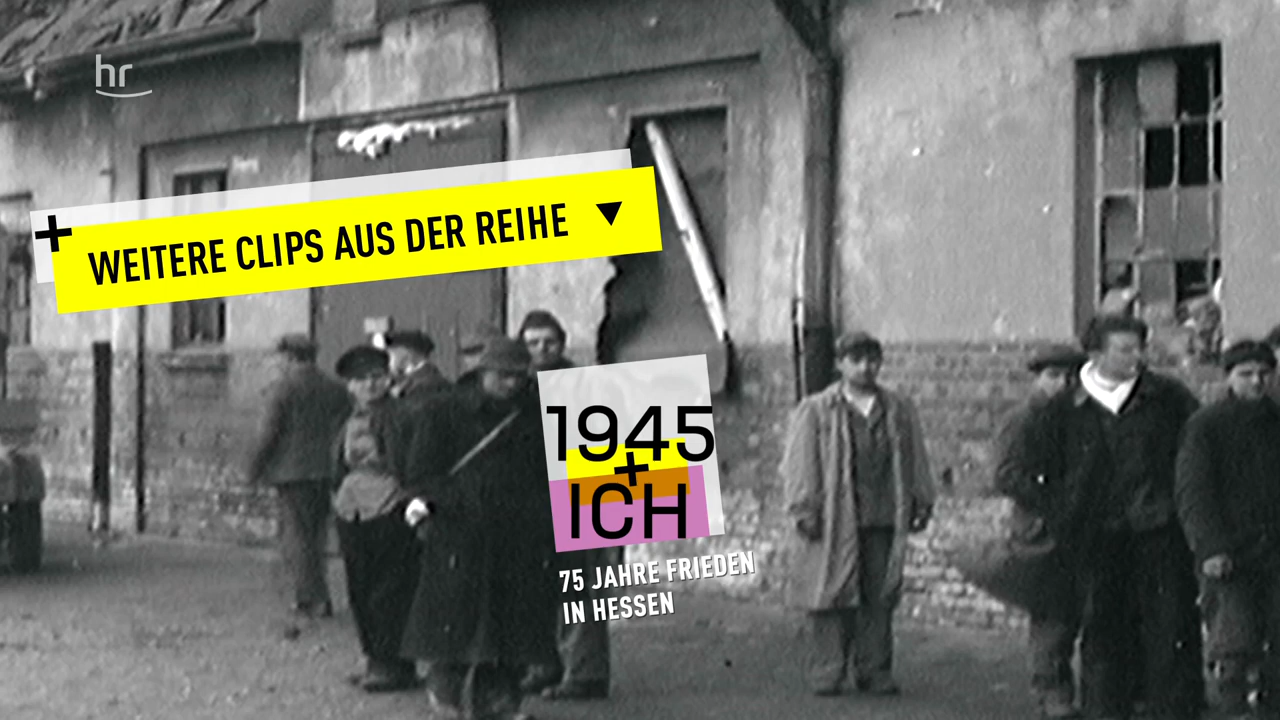 hr
+
WEITERE CLIPS AUS DER REIHE ▼
1945
+
ICH
75 JAHRE FRIEDEN
IN HESSEN